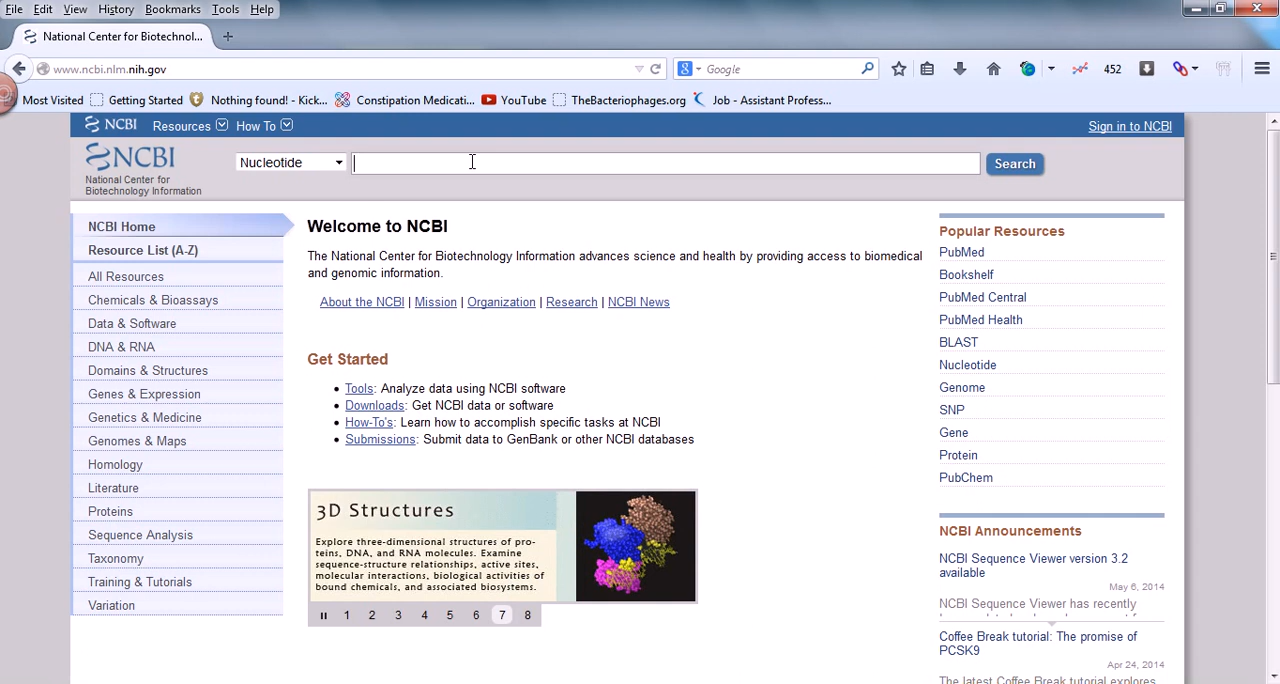 File Edit View History Bookmarks Tools Help
National Center for Biotechnol...
www.ncbi.nlm.nih.gov
Google
452
Most Visited Getting Started Nothing found! - Kick... Constipation Medicati... YouTube TheBacteriophages.org Job - Assistant Profess...
NCBI Resources How To Sign in to NCBI
NCBI
National Center for
Biotechnology Information
Nucleotide
Search
NCBI Home
Resource List (A-Z)
All Resources
Chemicals & Bioassays
Data & Software
DNA & RNA
Domains & Structures
Genes & Expression
Genetics & Medicine
Genomes & Maps
Homology
Literature
Proteins
Sequence Analysis
Taxonomy
Training & Tutorials
Variation
Welcome to NCBI
The National Center for Biotechnology Information advances science and health by providing access to biomedical
and genomic information.
About the NCBI | Mission | Organization | Research | NCBI News
Get Started
Tools: Analyze data using NCBI software
Downloads: Get NCBI data or software
How-To's: Learn how to accomplish specific tasks at NCBI
Submissions: Submit data to GenBank or other NCBI databases
3D Structures
Explore three-dimensional structures of pro-
teins, DNA, and RNA molecules. Examine
sequence-structure relationships, active sites,
molecular interactions, biological activities of
bound chemicals, and associated biosystems.
1 2 3 4 5 6 7 8
Popular Resources
PubMed
Bookshelf
PubMed Central
PubMed Health
BLAST
Nucleotide
Genome
SNP
Gene
Protein
PubChem
NCBI Announcements
NCBI Sequence Viewer version 3.2
available
May 6, 2014
NCBI Sequence Viewer has recently
Coffee Break tutorial: The promise of
PCSK9
Apr 24, 2014
The latest Coffee Break tutorial explores